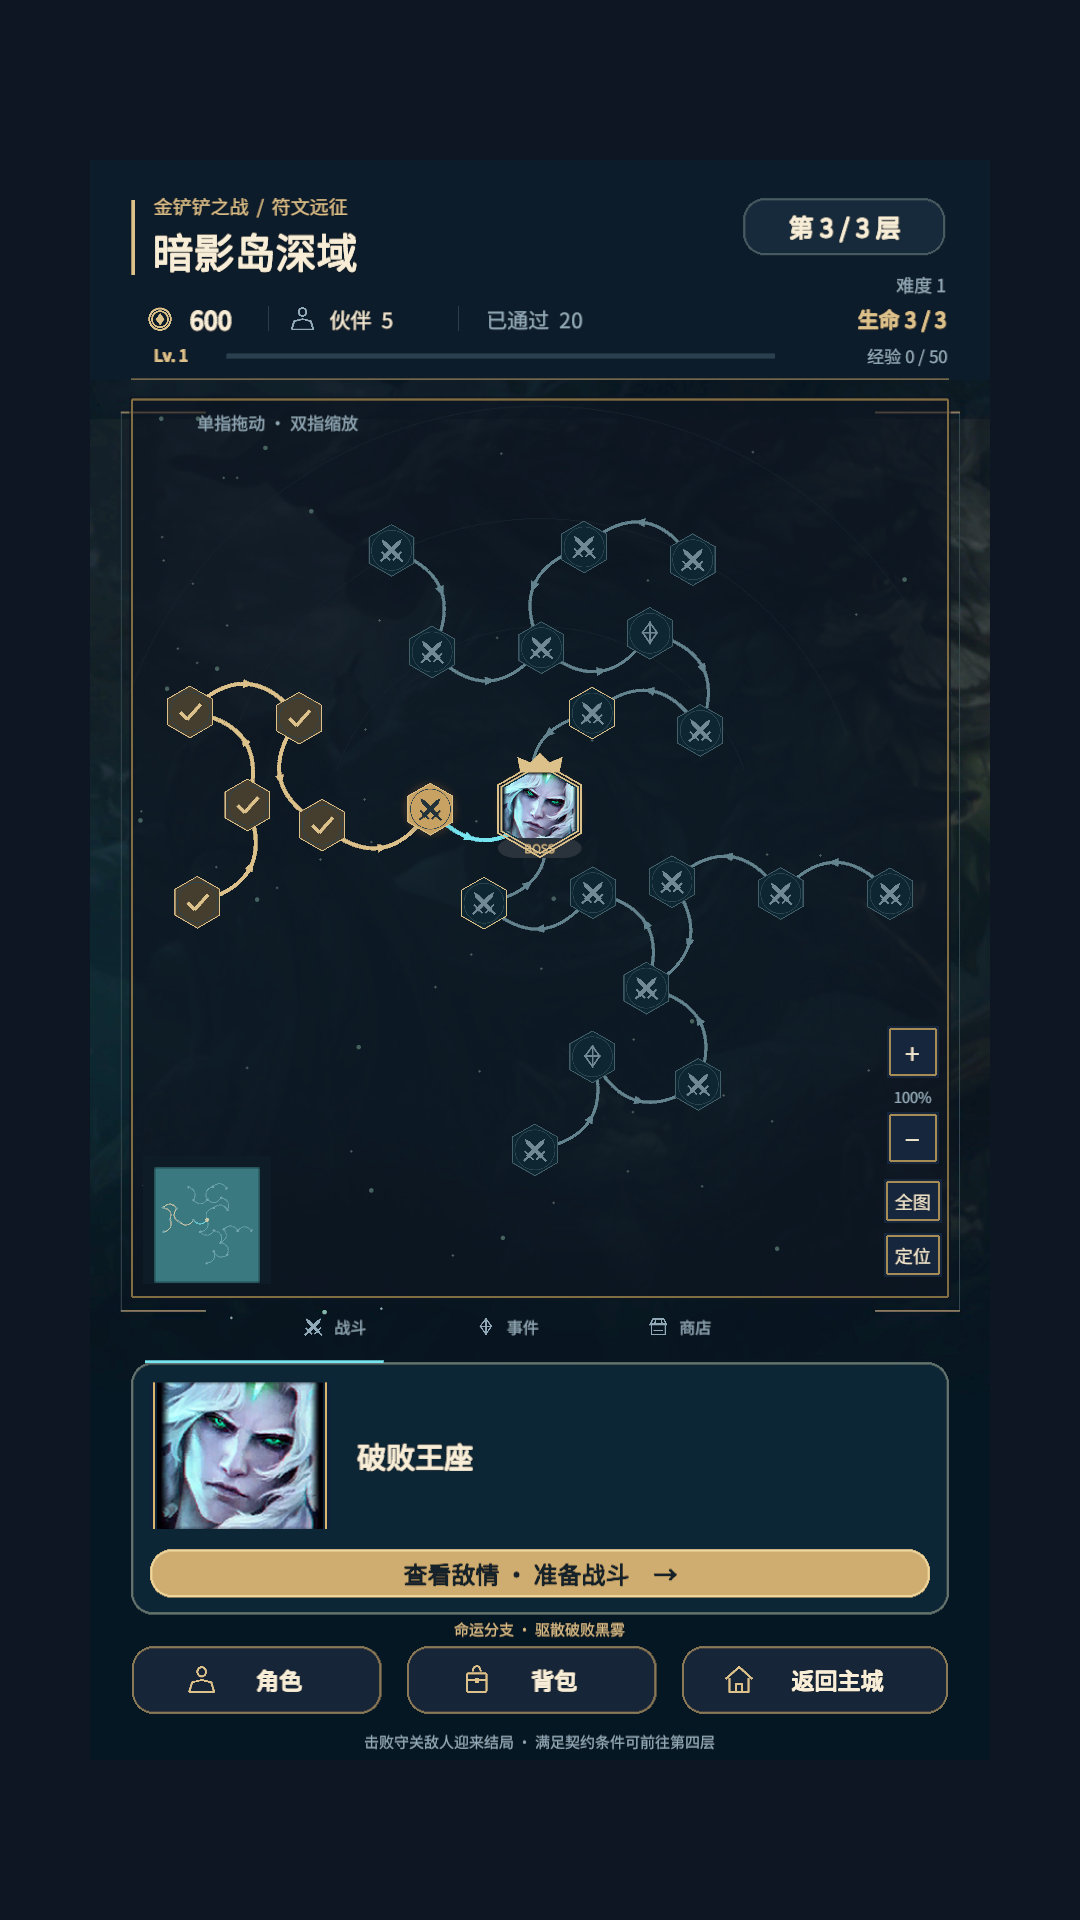 金铲铲之战 / 符文远征
暗影岛深域
第 3 / 3 层
难度 1
600
伙伴 5
已通过 20
生命 3 / 3
Lv. 1
经验 0 / 50
单指拖动 · 双指缩放
BOSS
+
100%
−
全图
定位
战斗
事件
商店
破败王座
查看敌情 · 准备战斗 →
命运分支 · 驱散破败黑雾
角色
背包
返回主城
击败守关敌人迎来结局 · 满足契约条件可前往第四层